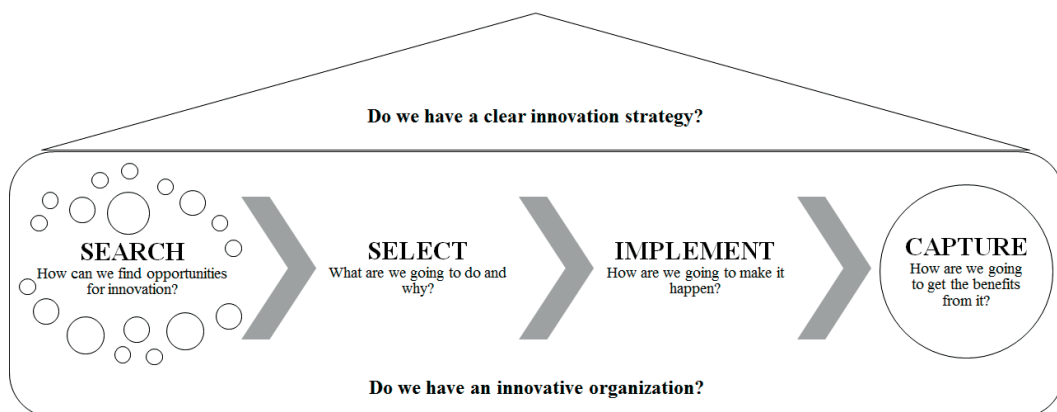 Do we have a clear innovation strategy?
SEARCH
How can we find opportunities
for innovation?
SELECT
What are we going to do and
why?
IMPLEMENT
How are we going to make it
happen?
CAPTURE
How are we going
to get the benefits
from it?
Do we have an innovative organization?